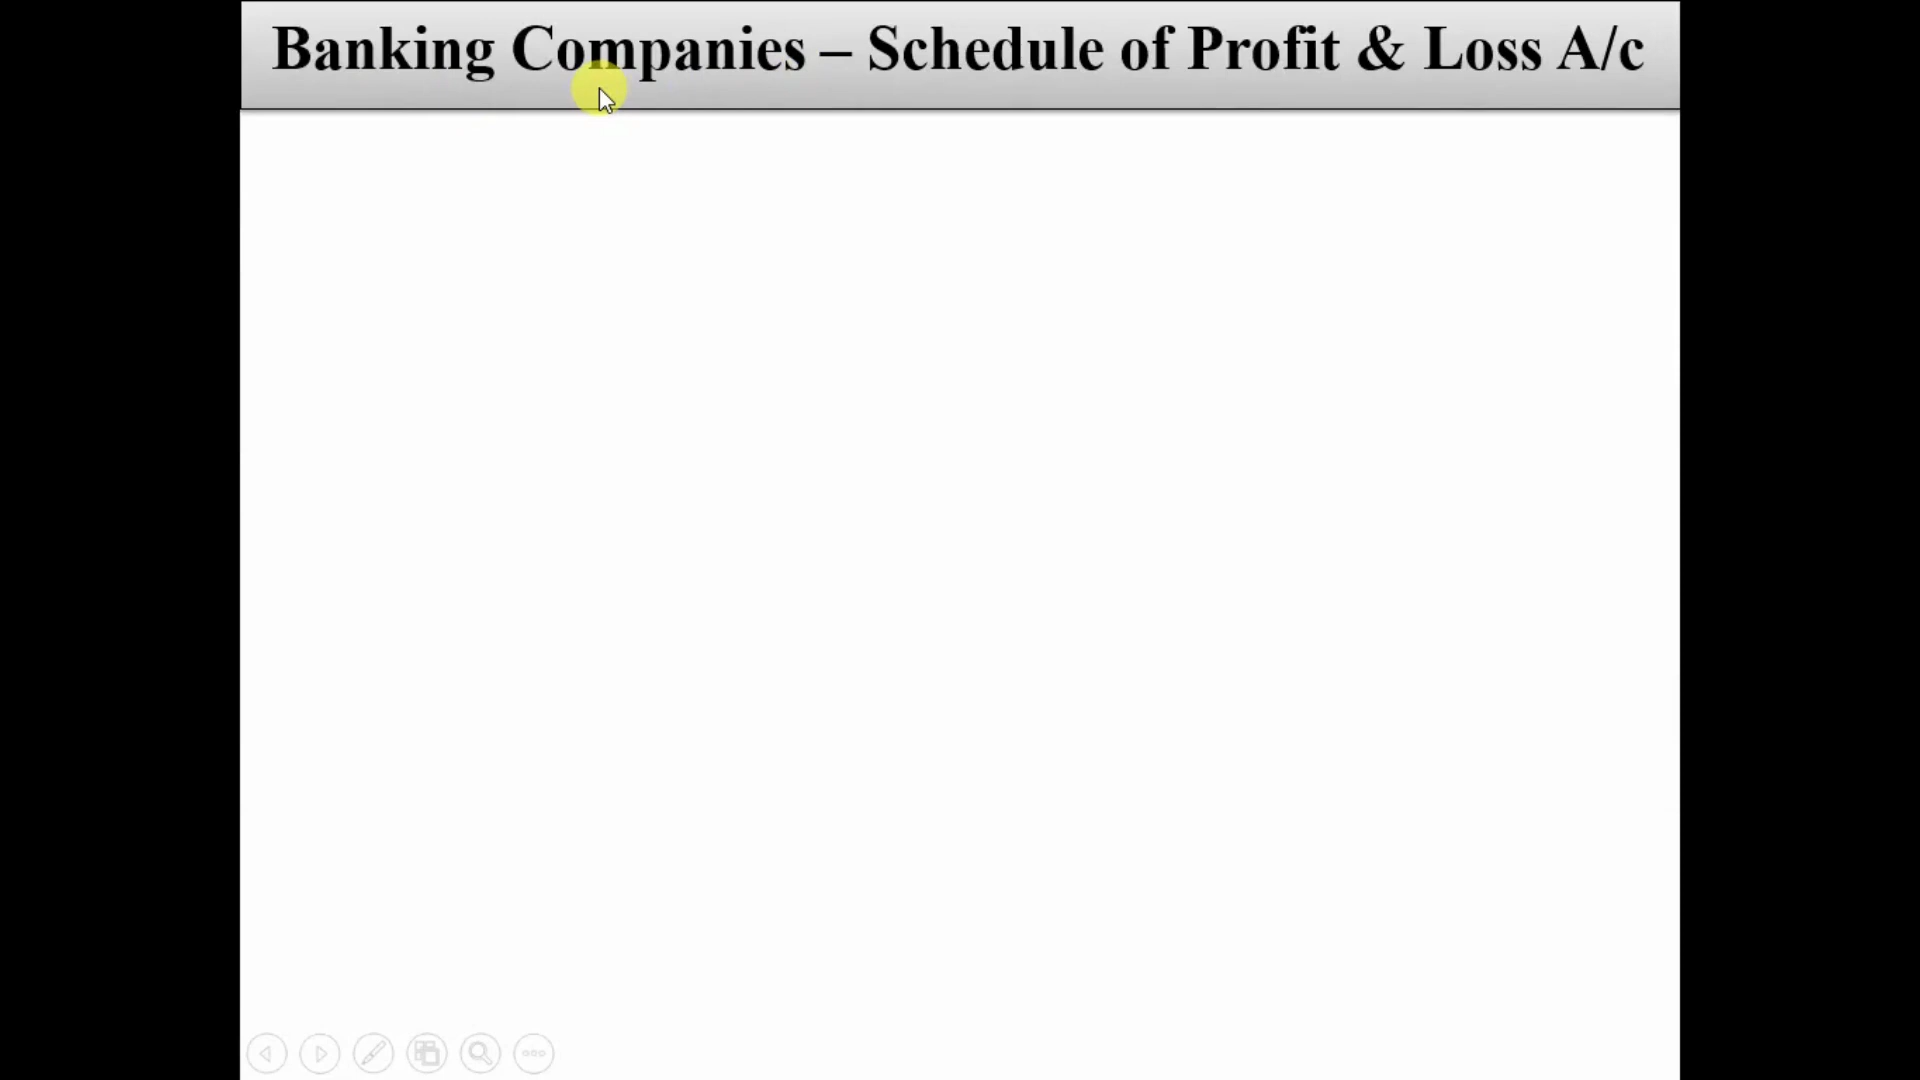 Banking Companies – Schedule of Profit & Loss A/c